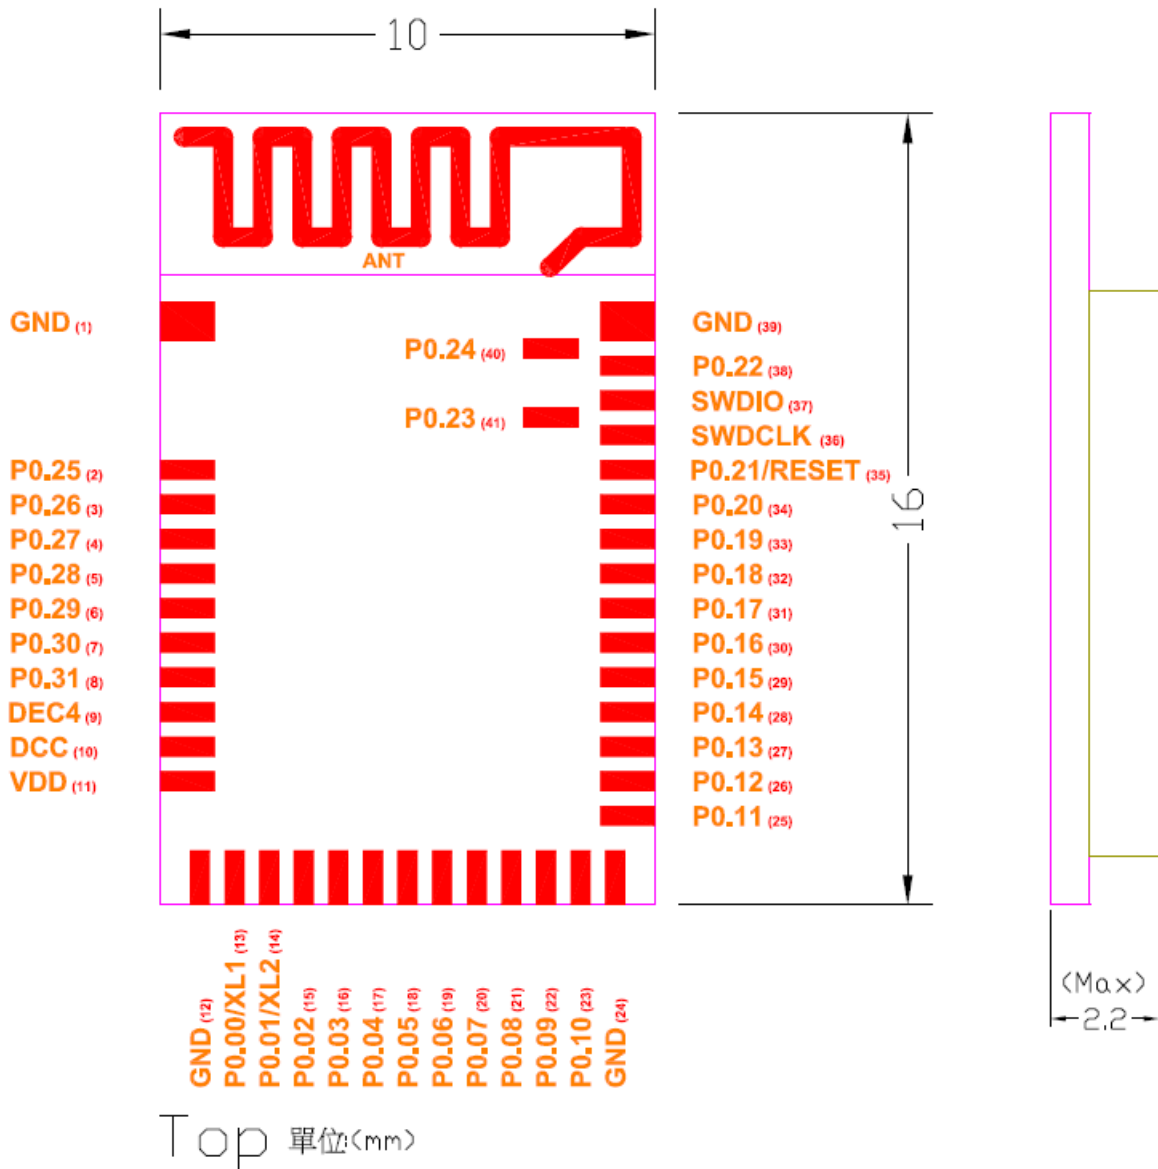 10
ANT
GND (1)
P0.25 (2)
P0.26 (3)
P0.27 (4)
P0.28 (5)
P0.29 (6)
P0.30 (7)
P0.31 (8)
DEC4 (9)
DCC (10)
VDD (11)
P0.24 (40)
P0.23 (41)
GND (39)
P0.22 (38)
SWDIO (37)
SWDCLK (36)
P0.21/RESET (35)
P0.20 (34)
P0.19 (33)
P0.18 (32)
P0.17 (31)
P0.16 (30)
P0.15 (29)
P0.14 (28)
P0.13 (27)
P0.12 (26)
P0.11 (25)
16
GND (12)
P0.00/XL1 (13)
P0.01/XL2 (14)
P0.02 (15)
P0.03 (16)
P0.04 (17)
P0.05 (18)
P0.06 (19)
P0.07 (20)
P0.08 (21)
P0.09 (22)
P0.10 (23)
GND (24)
(Max)
2.2
Top 單位:(mm)